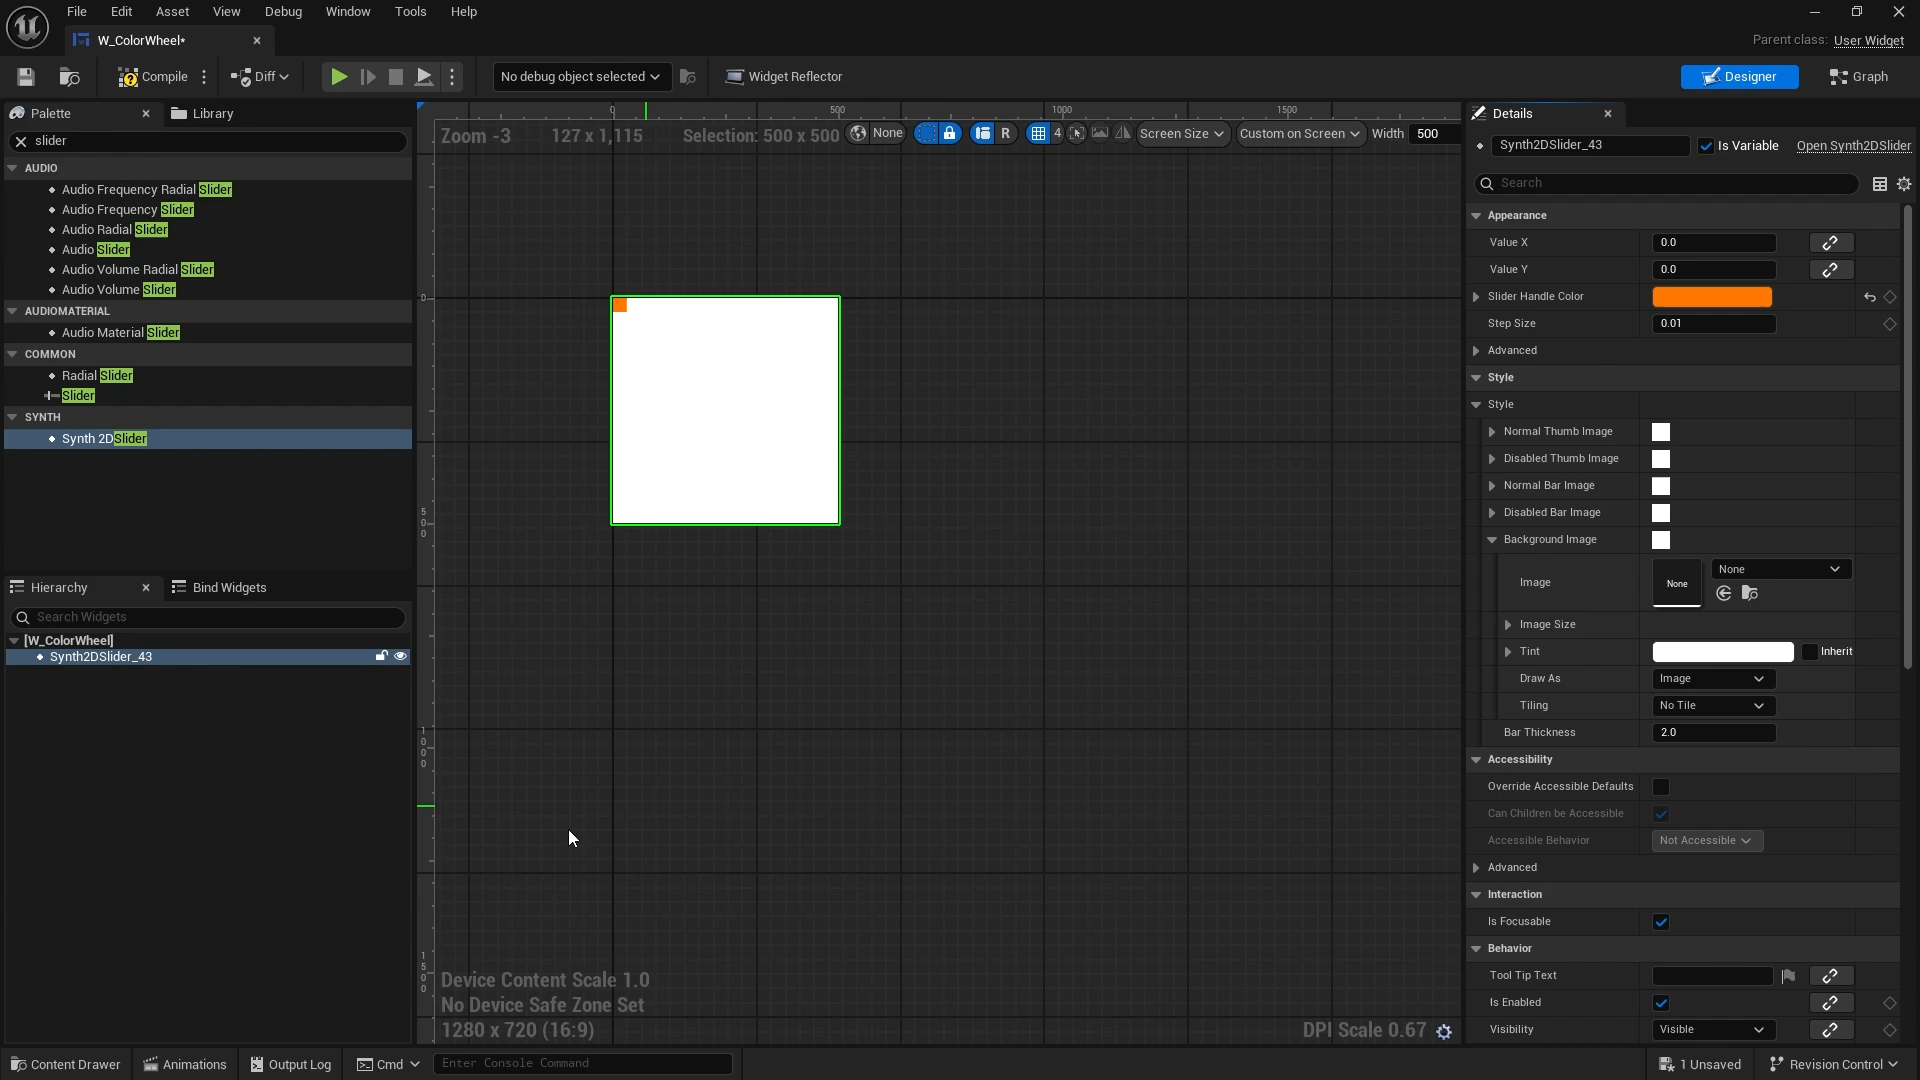 File Edit Asset View Debug Window Tools Help
W_ColorWheel*
Parent class: User Widget
Compile Diff No debug object selected Widget Reflector Designer Graph
Palette Library
slider
AUDIO
Audio Frequency Radial Slider
Audio Frequency Slider
Audio Radial Slider
Audio Slider
Audio Volume Radial Slider
Audio Volume Slider
AUDIOMATERIAL
Audio Material Slider
COMMON
Radial Slider
Slider
SYNTH
Synth 2DSlider
Hierarchy Bind Widgets
Search Widgets
[W_ColorWheel]
Synth2DSlider_43
0 500 1000 1500
Zoom -3 127 x 1,115 Selection: 500 x 500 None R 4 Screen Size Custom on Screen Width 500
0
500
1000
1500
Device Content Scale 1.0
No Device Safe Zone Set
1280 x 720 (16:9)
DPI Scale 0.67
Details
Synth2DSlider_43 Is Variable Open Synth2DSlider
Search
Appearance
Value X 0.0
Value Y 0.0
Slider Handle Color
Step Size 0.01
Advanced
Style
Style
Normal Thumb Image
Disabled Thumb Image
Normal Bar Image
Disabled Bar Image
Background Image
Image None None
Image Size
Tint Inherit
Draw As Image
Tiling No Tile
Bar Thickness 2.0
Accessibility
Override Accessible Defaults
Can Children be Accessible
Accessible Behavior Not Accessible
Advanced
Interaction
Is Focusable
Behavior
Tool Tip Text
Is Enabled
Visibility Visible
Content Drawer Animations Output Log Cmd Enter Console Command 1 Unsaved Revision Control